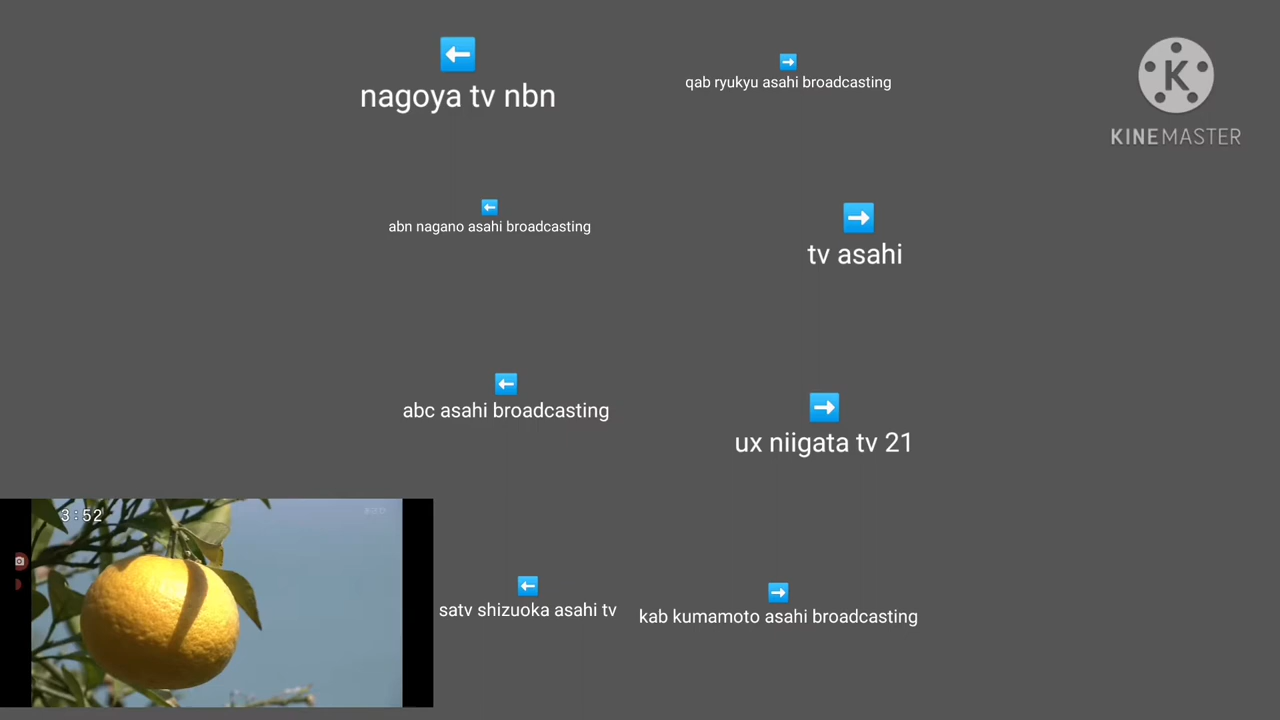 nagoya tv nbn
qab ryukyu asahi broadcasting
K
KINEMASTER
abn nagano asahi broadcasting
tv asahi
abc asahi broadcasting
ux niigata tv 21
3:52
satv shizuoka asahi tv
kab kumamoto asahi broadcasting